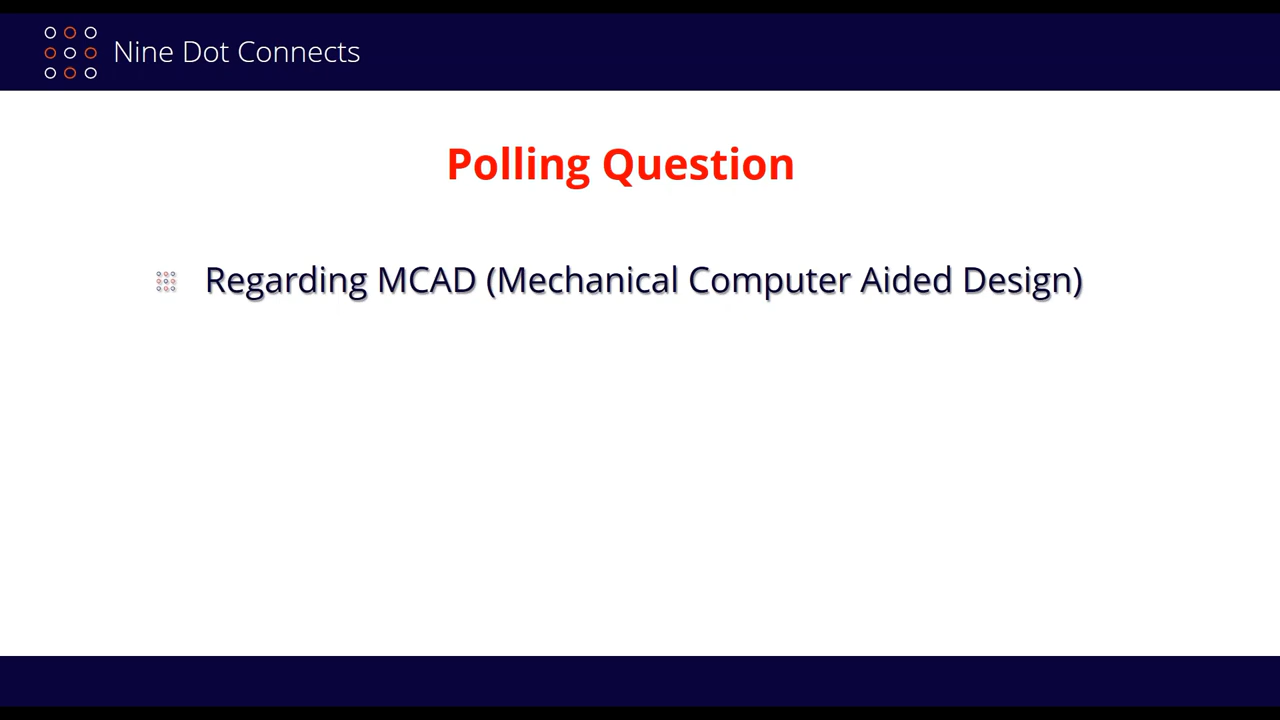 Nine Dot Connects
Polling Question
Regarding MCAD (Mechanical Computer Aided Design)